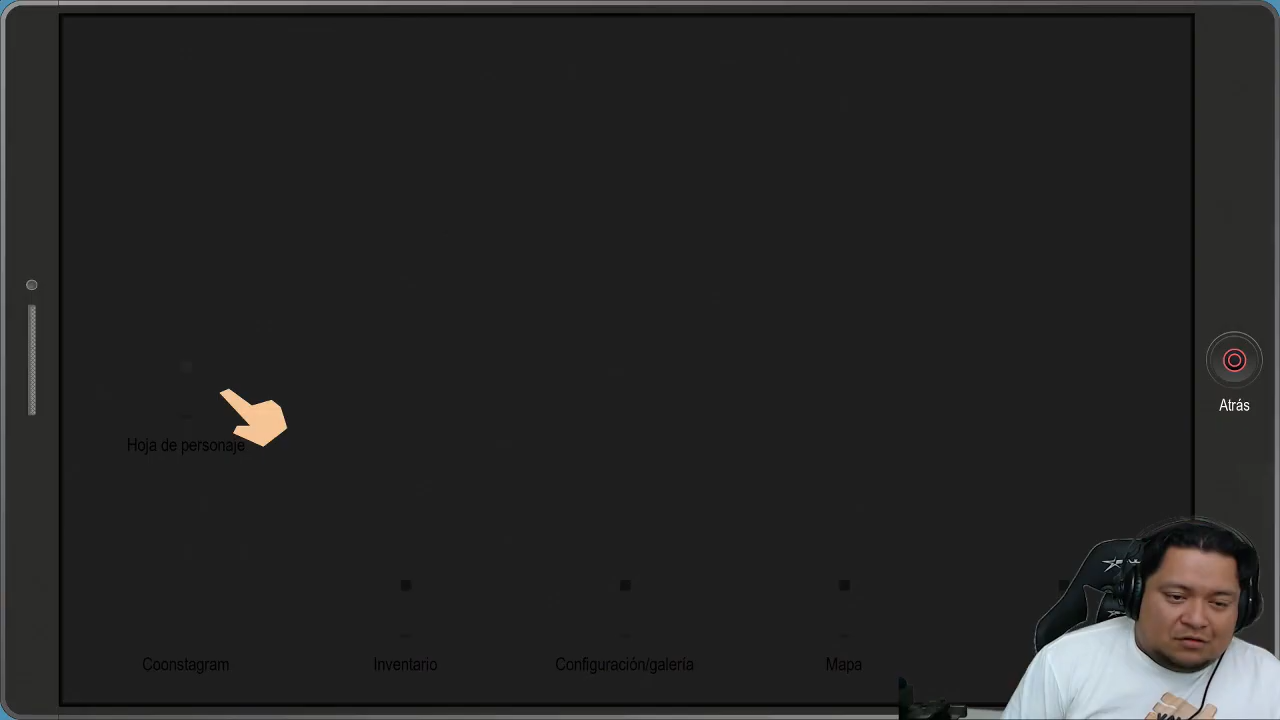 Atrás
Hoja de personaje
Coonstagram
Inventario
Configuración/galería
Mapa